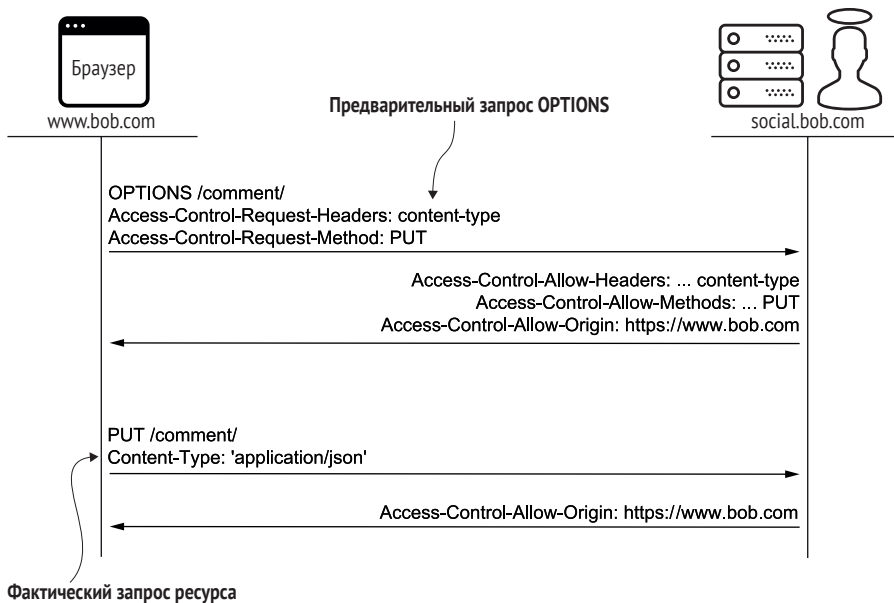 Браузер
www.bob.com
social.bob.com
Предварительный запрос OPTIONS
OPTIONS /comment/
Access-Control-Request-Headers: content-type
Access-Control-Request-Method: PUT
Access-Control-Allow-Headers: ... content-type
Access-Control-Allow-Methods: ... PUT
Access-Control-Allow-Origin: https://www.bob.com
PUT /comment/
Content-Type: 'application/json'
Access-Control-Allow-Origin: https://www.bob.com
Фактический запрос ресурса